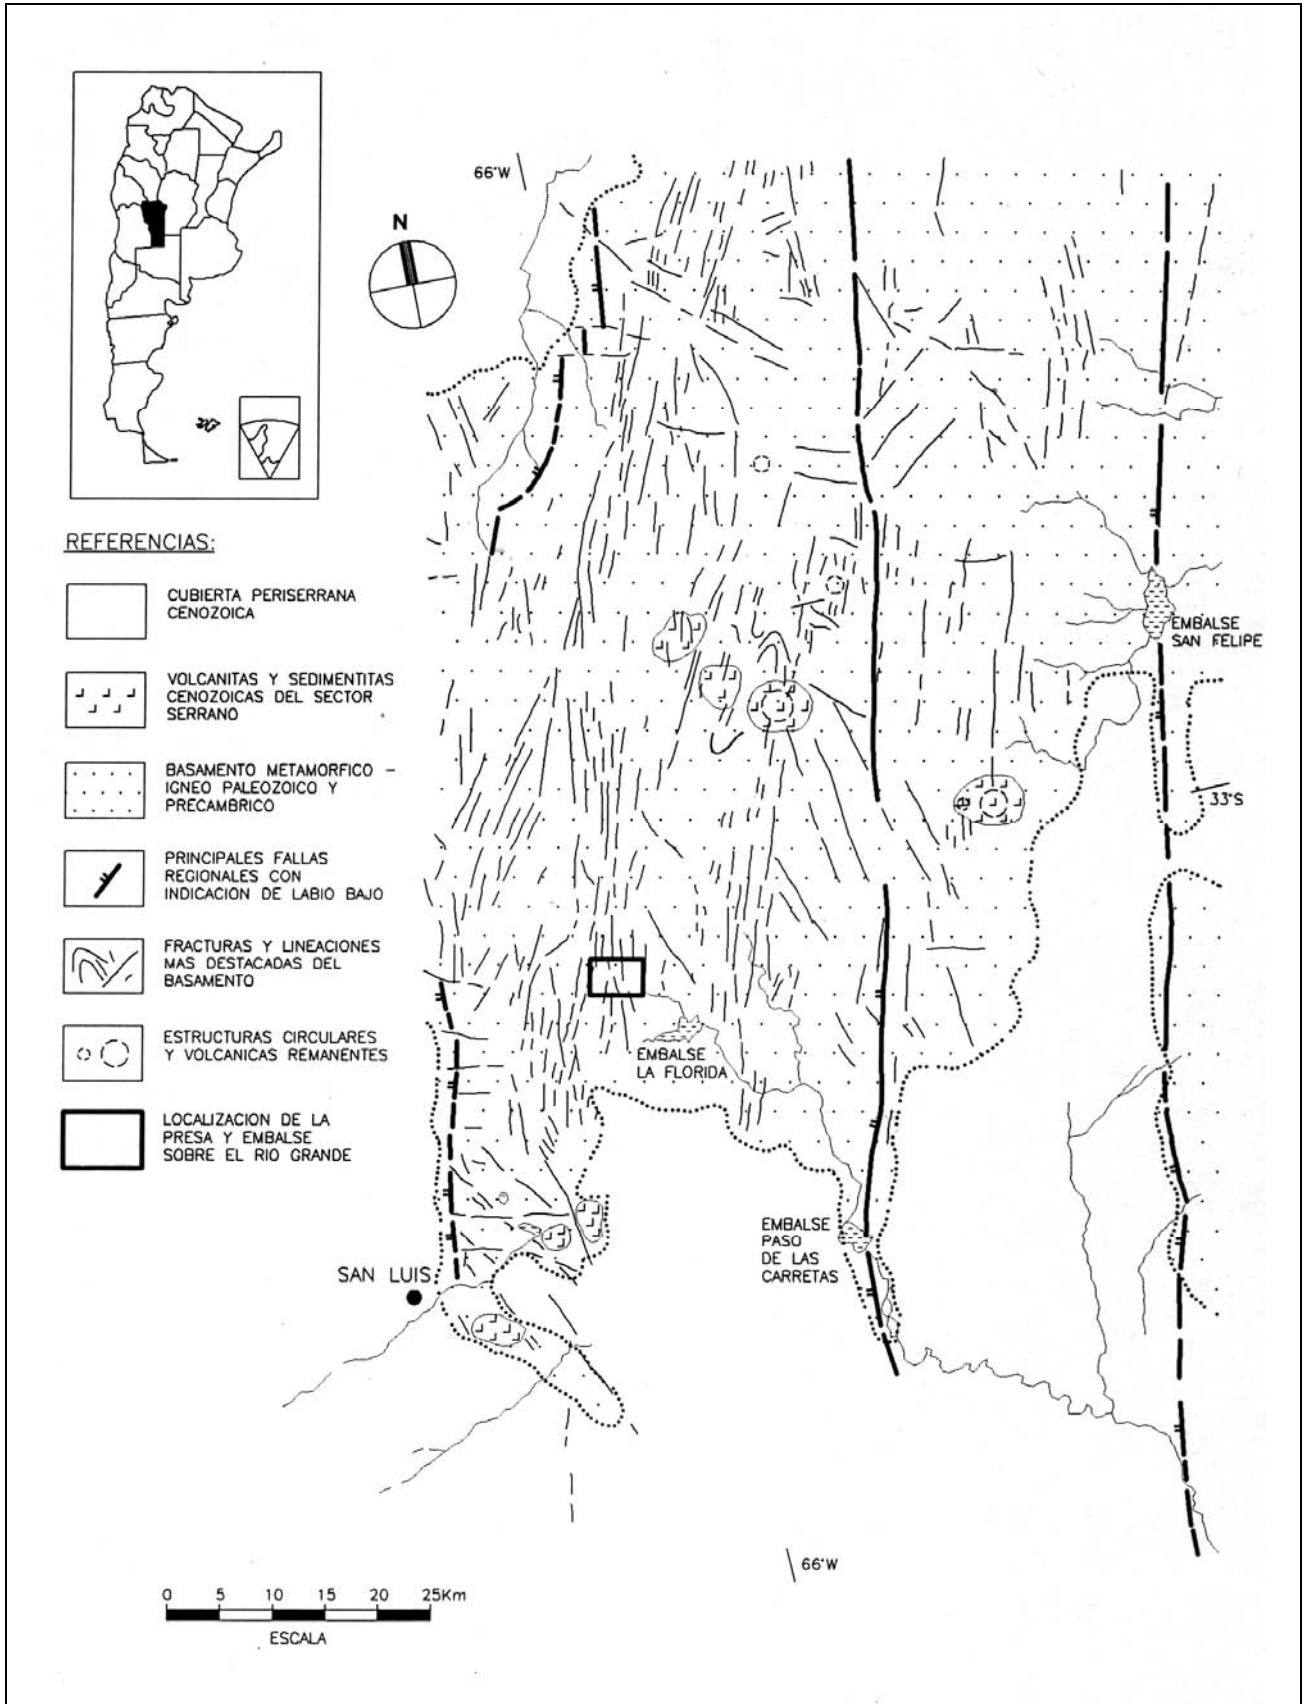 66°W
N
REFERENCIAS:
CUBIERTA PERISERRANA
CENOZOICA
VOLCANITAS Y SEDIMENTITAS
CENOZOICAS DEL SECTOR
SERRANO
BASAMENTO METAMORFICO –
IGNEO PALEOZOICO Y
PRECAMBRICO
PRINCIPALES FALLAS
REGIONALES CON
INDICACION DE LABIO BAJO
FRACTURAS Y LINEACIONES
MAS DESTACADAS DEL
BASAMENTO
ESTRUCTURAS CIRCULARES
Y VOLCANICAS REMANENTES
LOCALIZACION DE LA
PRESA Y EMBALSE
SOBRE EL RIO GRANDE
EMBALSE
SAN FELIPE
33°S
EMBALSE
LA FLORIDA
EMBALSE
PASO
DE LAS
CARRETAS
SAN LUIS
66°W
0 5 10 15 20 25Km
ESCALA